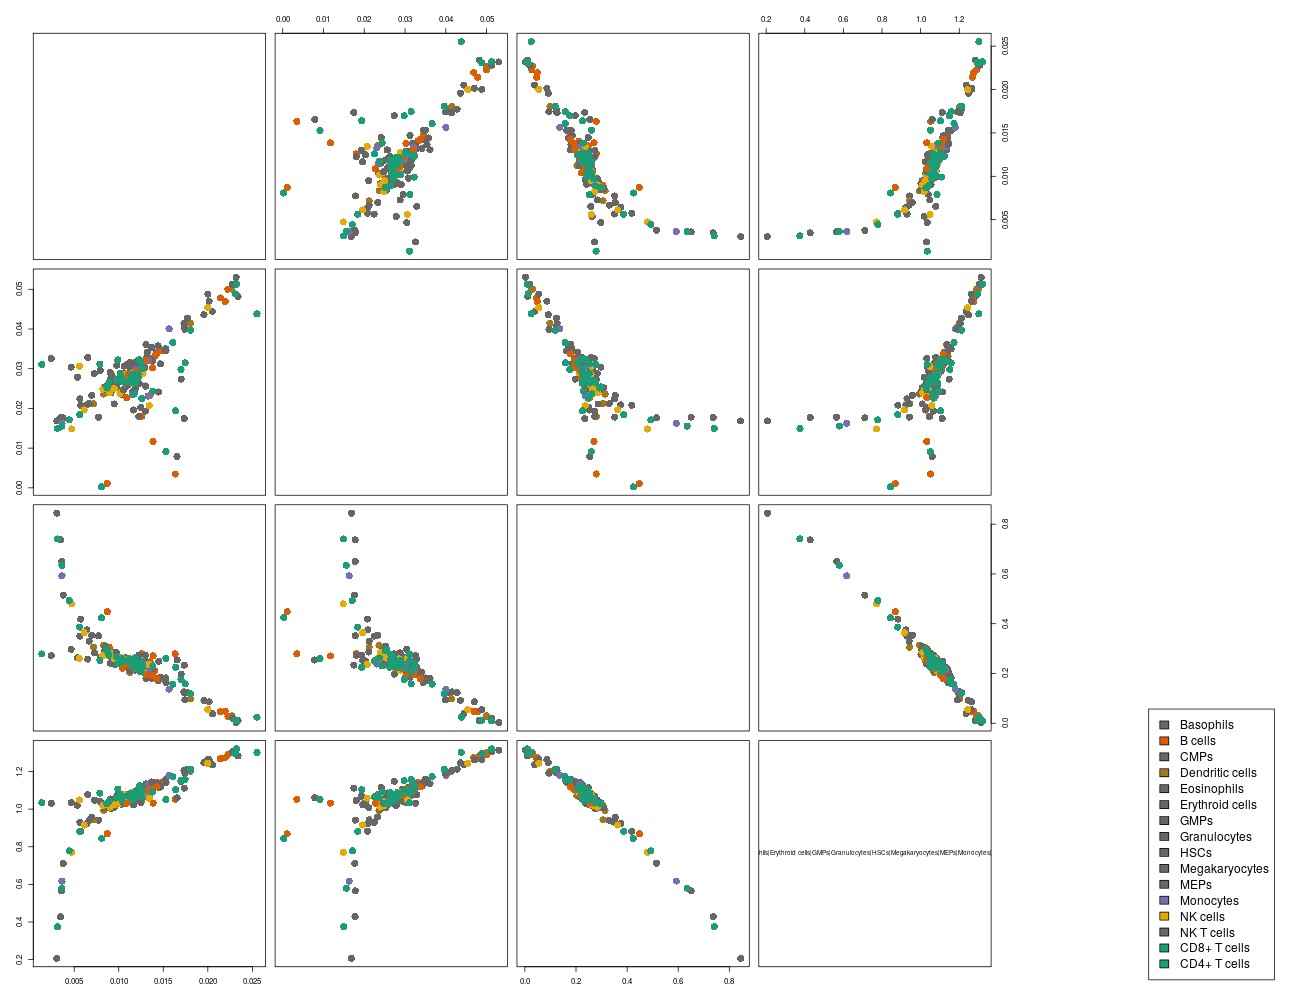 0.00 0.01 0.02 0.03 0.04 0.05
0.2 0.4 0.6 0.8 1.0 1.2
0.005 0.010 0.015 0.020 0.025
0.00 0.01 0.02 0.03 0.04 0.05
0.0 0.2 0.4 0.6 0.8
0.2 0.4 0.6 0.8 1.0 1.2
hils|Erythroid cells|GMPs|Granulocytes|HSCs|Megakaryocytes|MEPs|Monocytes|
0.005 0.010 0.015 0.020 0.025
0.0 0.2 0.4 0.6 0.8
Basophils
B cells
CMPs
Dendritic cells
Eosinophils
Erythroid cells
GMPs
Granulocytes
HSCs
Megakaryocytes
MEPs
Monocytes
NK cells
NK T cells
CD8+ T cells
CD4+ T cells